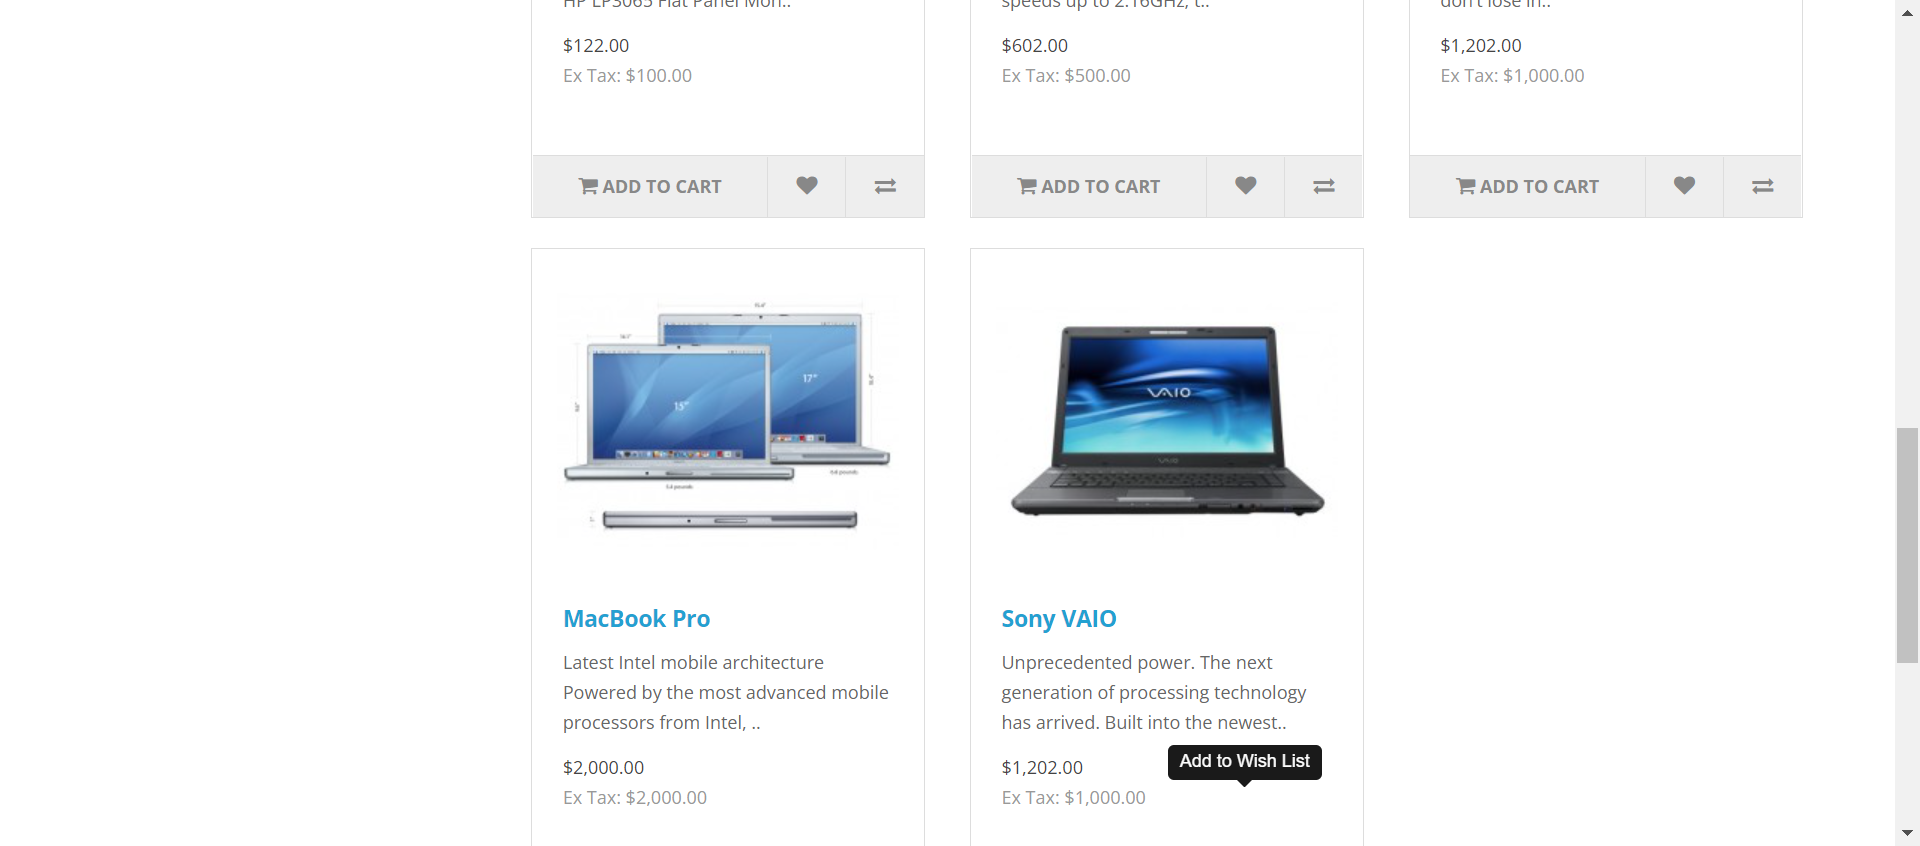 HP LP3065 Flat Panel Mon..
speeds up to 2.16GHz, t..
don't lose in..
$122.00
Ex Tax: $100.00
$602.00
Ex Tax: $500.00
$1,202.00
Ex Tax: $1,000.00
ADD TO CART
ADD TO CART
ADD TO CART
15"
17"
VAIO
MacBook Pro
Latest Intel mobile architecture
Powered by the most advanced mobile
processors from Intel, ..
$2,000.00
Ex Tax: $2,000.00
Sony VAIO
Unprecedented power. The next
generation of processing technology
has arrived. Built into the newest..
$1,202.00
Ex Tax: $1,000.00
Add to Wish List